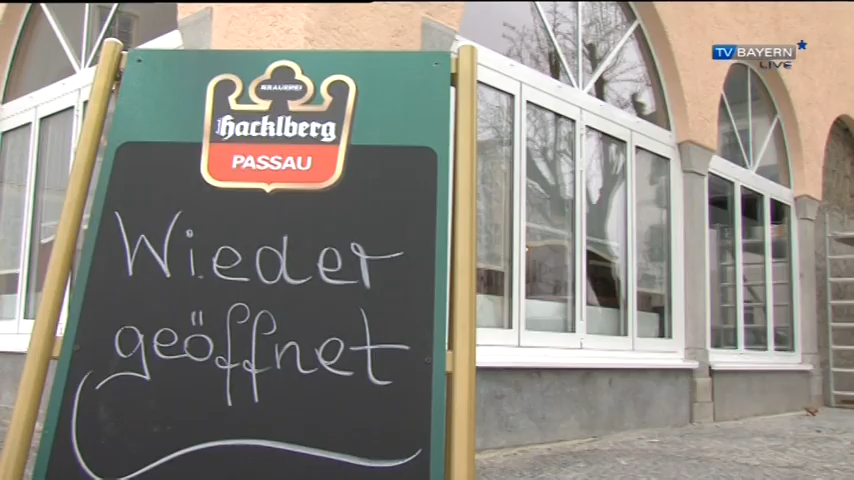 TV BAYERN
LIVE
BRAUEREI
Hacklberg
PASSAU
Wieder
geöffnet